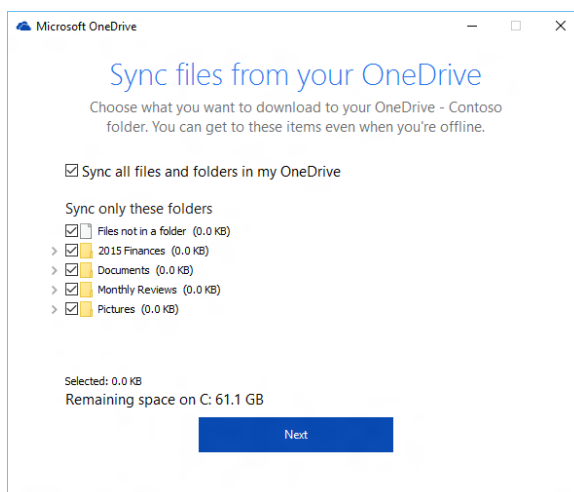 Microsoft OneDrive
Sync files from your OneDrive
Choose what you want to download to your OneDrive - Contoso
folder. You can get to these items even when you're offline.
Sync all files and folders in my OneDrive
Sync only these folders
Files not in a folder (0.0 KB)
2015 Finances (0.0 KB)
Documents (0.0 KB)
Monthly Reviews (0.0 KB)
Pictures (0.0 KB)
Selected: 0.0 KB
Remaining space on C: 61.1 GB
Next